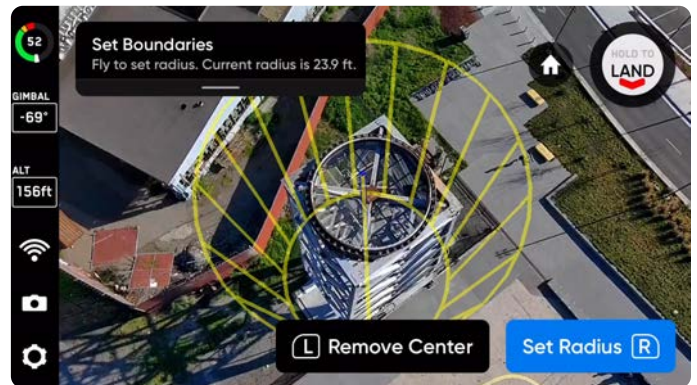 52
Set Boundaries
Fly to set radius. Current radius is 23.9 ft.
HOLD TO
LAND
GIMBAL
-69°
ALT
156ft
L Remove Center
Set Radius R